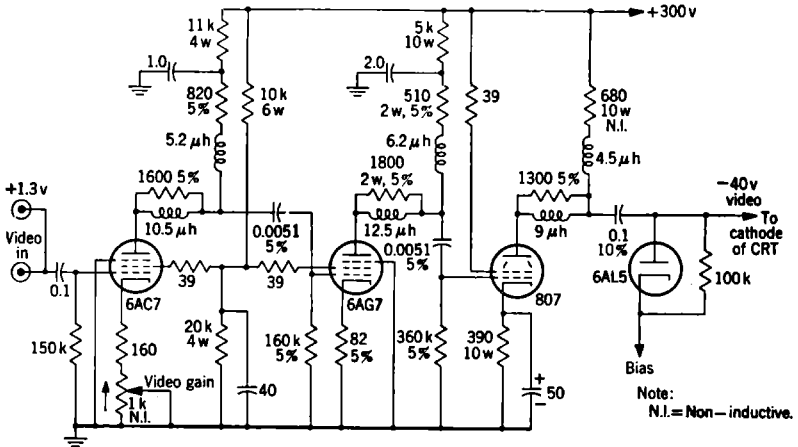 11 k
4 w
5 k
10 w
+300 v
1.0
2.0
820
5%
10 k
6 w
510
2 w, 5%
39
680
10 w
N.I.
5.2 μh
6.2 μh
4.5 μh
+1.3 v
Video
in
1600 5%
10.5 μh
0.0051
5%
1800
2 w, 5%
12.5 μh
0.0051
5%
1300 5%
9 μh
0.1
10%
−40 v
video
To
cathode
of CRT
6AL5
100 k
0.1
6AC7
39
39
6AG7
807
150 k
160
20 k
4 w
160 k
5%
82
5%
360 k
5%
390
10 w
Bias
Video gain
1 k
N.I.
40
+
50
−
Note:
N.I. = Non – inductive.